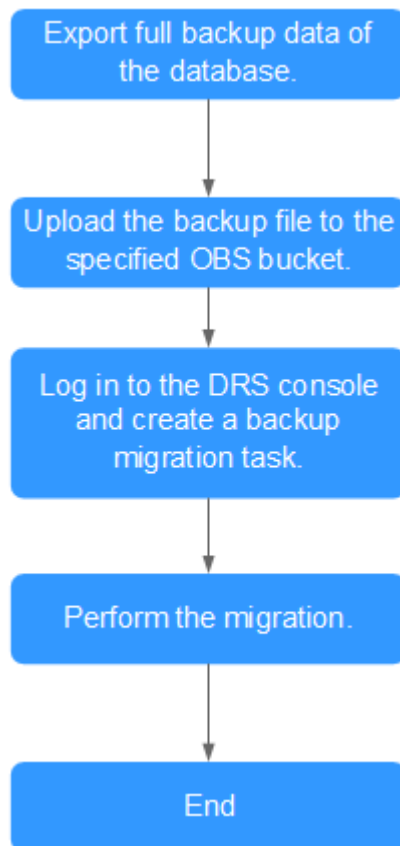 Export full backup data of
the database.
Upload the backup file to the
specified OBS bucket.
Log in to the DRS console
and create a backup
migration task.
Perform the migration.
End